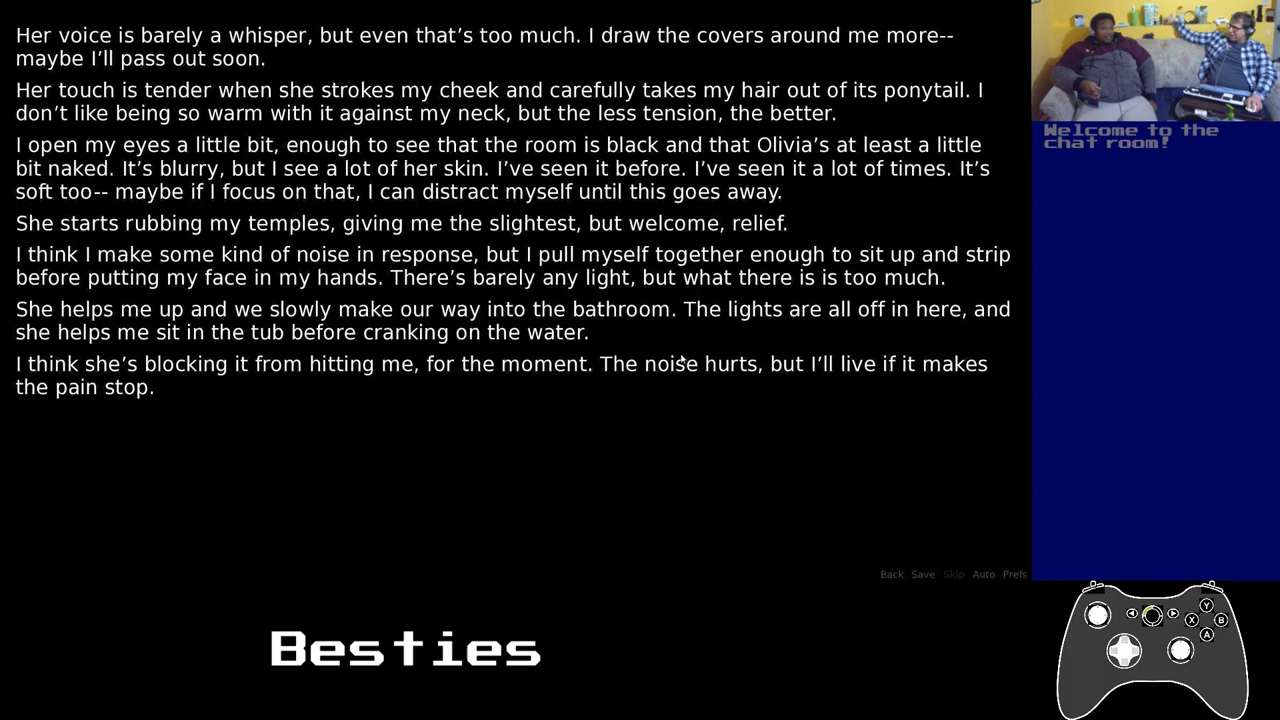 Her voice is barely a whisper, but even that’s too much. I draw the covers around me more--
maybe I’ll pass out soon.
Her touch is tender when she strokes my cheek and carefully takes my hair out of its ponytail. I
don’t like being so warm with it against my neck, but the less tension, the better.
I open my eyes a little bit, enough to see that the room is black and that Olivia’s at least a little
bit naked. It’s blurry, but I see a lot of her skin. I’ve seen it before. I’ve seen it a lot of times. It’s
soft too-- maybe if I focus on that, I can distract myself until this goes away.
She starts rubbing my temples, giving me the slightest, but welcome, relief.
I think I make some kind of noise in response, but I pull myself together enough to sit up and strip
before putting my face in my hands. There’s barely any light, but what there is is too much.
She helps me up and we slowly make our way into the bathroom. The lights are all off in here, and
she helps me sit in the tub before cranking on the water.
I think she’s blocking it from hitting me, for the moment. The noise hurts, but I’ll live if it makes
the pain stop.
Back Save Skip Auto Prefs
Welcome to the
chat room!
Besties
Y
X B
A